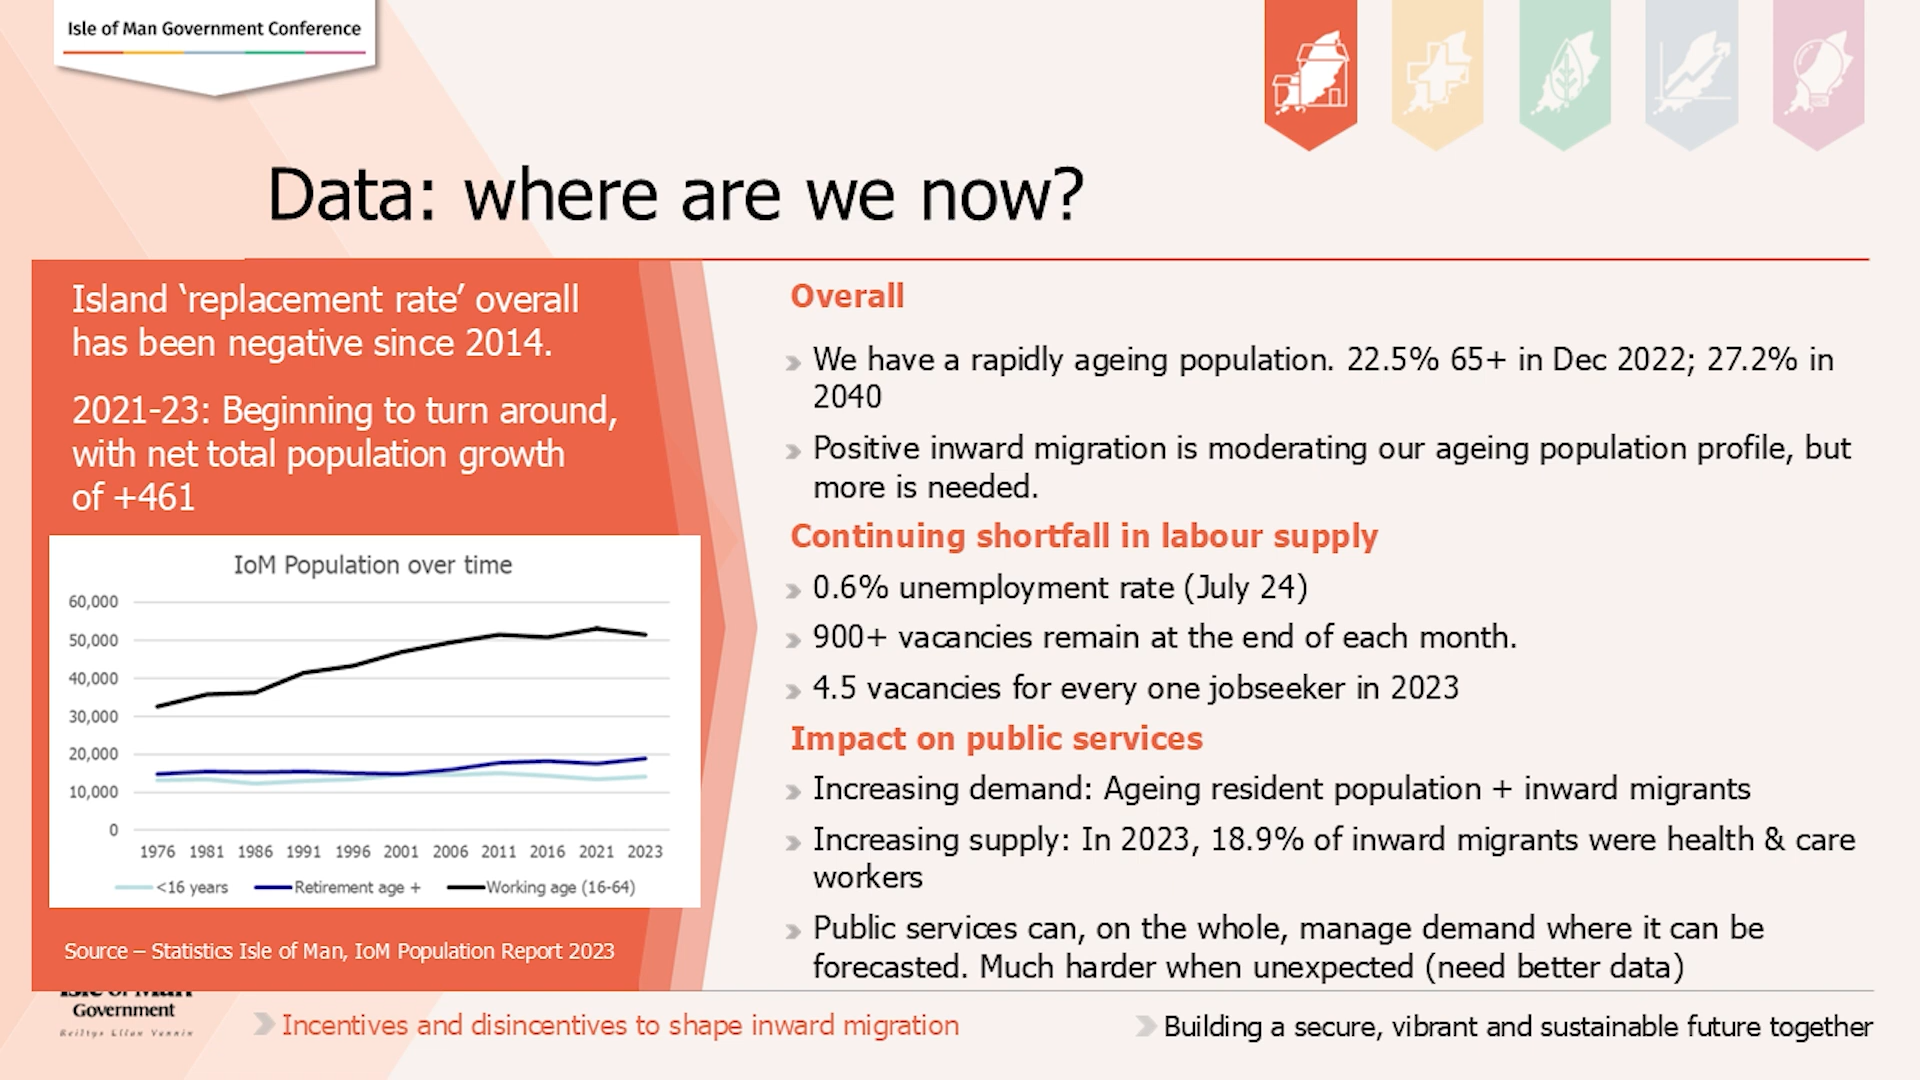 Isle of Man Government Conference
Data: where are we now?
Island ‘replacement rate’ overall
has been negative since 2014.
2021-23: Beginning to turn around,
with net total population growth
of +461
IoM Population over time
60,000
50,000
40,000
30,000
20,000
10,000
0
1976 1981 1986 1991 1996 2001 2006 2011 2016 2021 2023
<16 years Retirement age + Working age (16-64)
Source – Statistics Isle of Man, IoM Population Report 2023
Overall
We have a rapidly ageing population. 22.5% 65+ in Dec 2022; 27.2% in
2040
Positive inward migration is moderating our ageing population profile, but
more is needed.
Continuing shortfall in labour supply
0.6% unemployment rate (July 24)
900+ vacancies remain at the end of each month.
4.5 vacancies for every one jobseeker in 2023
Impact on public services
Increasing demand: Ageing resident population + inward migrants
Increasing supply: In 2023, 18.9% of inward migrants were health & care
workers
Public services can, on the whole, manage demand where it can be
forecasted. Much harder when unexpected (need better data)
Isle of Man
Government
Reiltys Ellan Vannin
Incentives and disincentives to shape inward migration
Building a secure, vibrant and sustainable future together